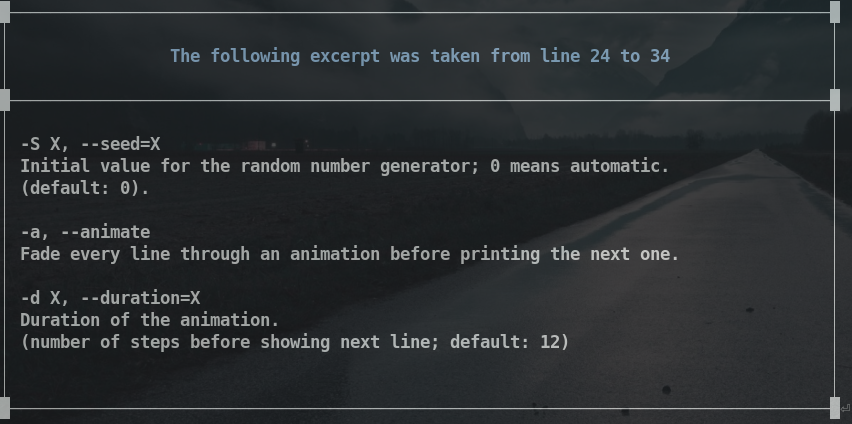 The following excerpt was taken from line 24 to 34
-S X, --seed=X
Initial value for the random number generator; 0 means automatic.
(default: 0).
-a, --animate
Fade every line through an animation before printing the next one.
-d X, --duration=X
Duration of the animation.
(number of steps before showing next line; default: 12)